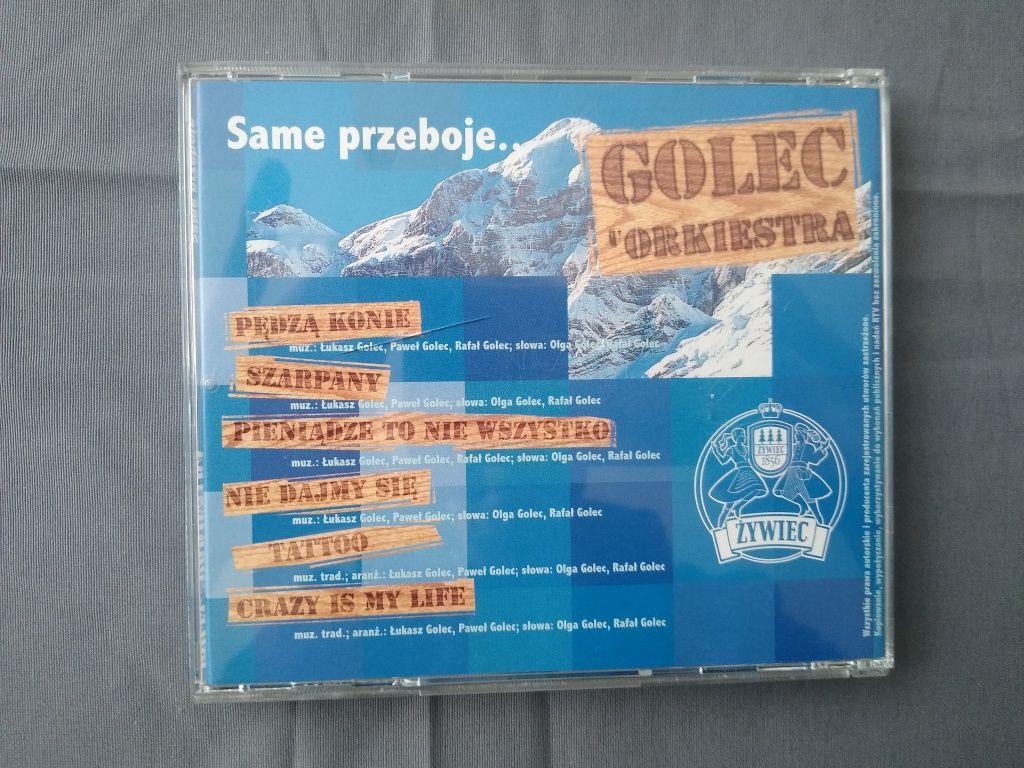 Same przeboje..
GOLEC
uORKIESTRA
PĘDZĄ KONIE
muz.: Łukasz Golec, Paweł Golec, Rafał Golec; słowa: Olga Golec, Rafał Golec
SZARPANY
muz.: Łukasz Golec, Paweł Golec; słowa: Olga Golec, Rafał Golec
PIENIĄDZE TO NIE WSZYSTKO
muz.: Łukasz Golec, Paweł Golec, Rafał Golec; słowa: Olga Golec, Rafał Golec
NIE DAJMY SIĘ
muz.: Łukasz Golec, Paweł Golec; słowa: Olga Golec, Rafał Golec
TATTOO
muz. trad.; aranż.: Łukasz Golec, Paweł Golec; słowa: Olga Golec, Rafał Golec
CRAZY IS MY LIFE
muz. trad.; aranż.: Łukasz Golec, Paweł Golec; słowa: Olga Golec, Rafał Golec
ŻYWIEC
1856
ŻYWIEC
Wszystkie prawa autorskie i producenta zarejestrowanych utworów zastrzeżone.
Kopiowanie, wypożyczanie, wykorzystywanie do wykonań publicznych i nadań RTV bez zezwolenia zabronione.